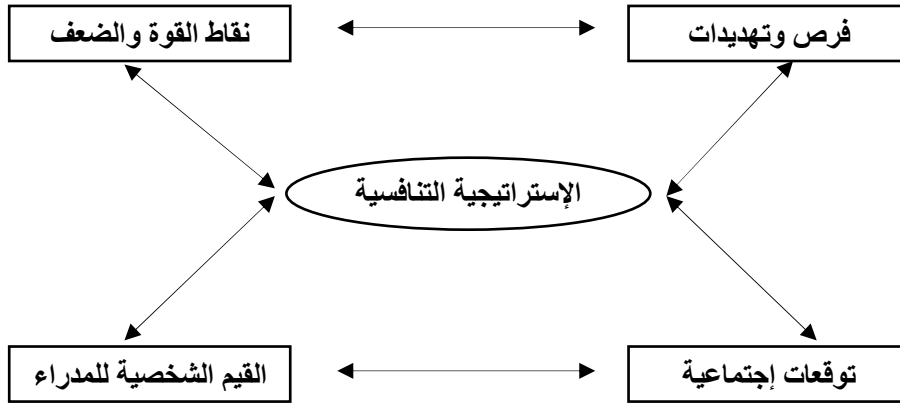 فرص وتهديدات
نقاط القوة والضعف
الإستراتيجية التنافسية
توقعات إجتماعية
القيم الشخصية للمدراء